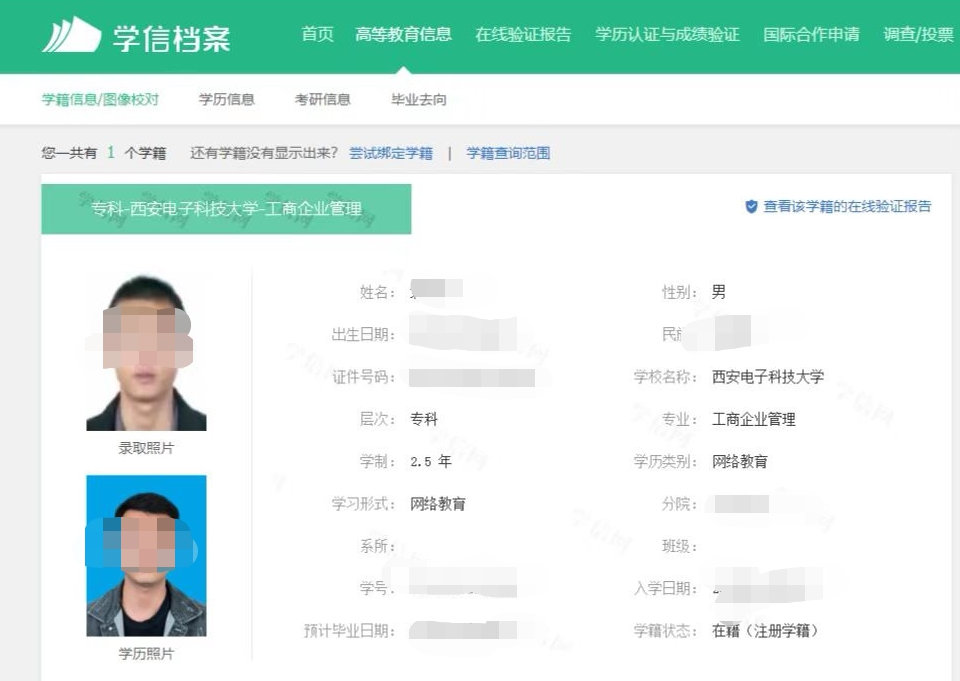 学信档案 首页 高等教育信息 在线验证报告 学历认证与成绩验证 国际合作申请 调查/投票
学籍信息/图像校对 学历信息 考研信息 毕业去向
您一共有 1 个学籍 还有学籍没有显示出来? 尝试绑定学籍 | 学籍查询范围
专科-西安电子科技大学-工商企业管理 查看该学籍的在线验证报告
姓名: 性别: 男
出生日期: 民族
证件号码: 学校名称: 西安电子科技大学
层次: 专科 专业: 工商企业管理
录取照片
学制: 2.5 年 学历类别: 网络教育
学习形式: 网络教育 分院:
系所: 班级:
学号: 入学日期:
预计毕业日期: 学籍状态: 在籍（注册学籍）
学历照片